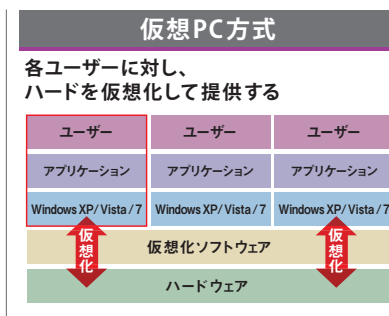 仮想PC方式
各ユーザーに対し、
ハードを仮想化して提供する
ユーザー ユーザー ユーザー
アプリケーション アプリケーション アプリケーション
Windows XP/Vista/7 Windows XP/Vista/7 Windows XP/Vista/7
仮想化 仮想化ソフトウェア 仮想化
ハードウェア